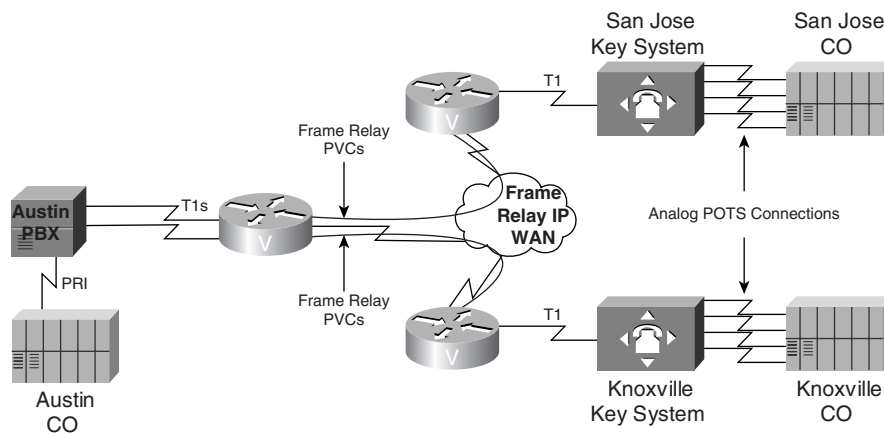 San Jose
Key System
San Jose
CO
T1
V
Frame Relay
PVCs
Frame
Relay IP
WAN
Analog POTS Connections
Austin
PBX
T1s
V
PRI
Frame Relay
PVCs
T1
V
Austin
CO
Knoxville
Key System
Knoxville
CO